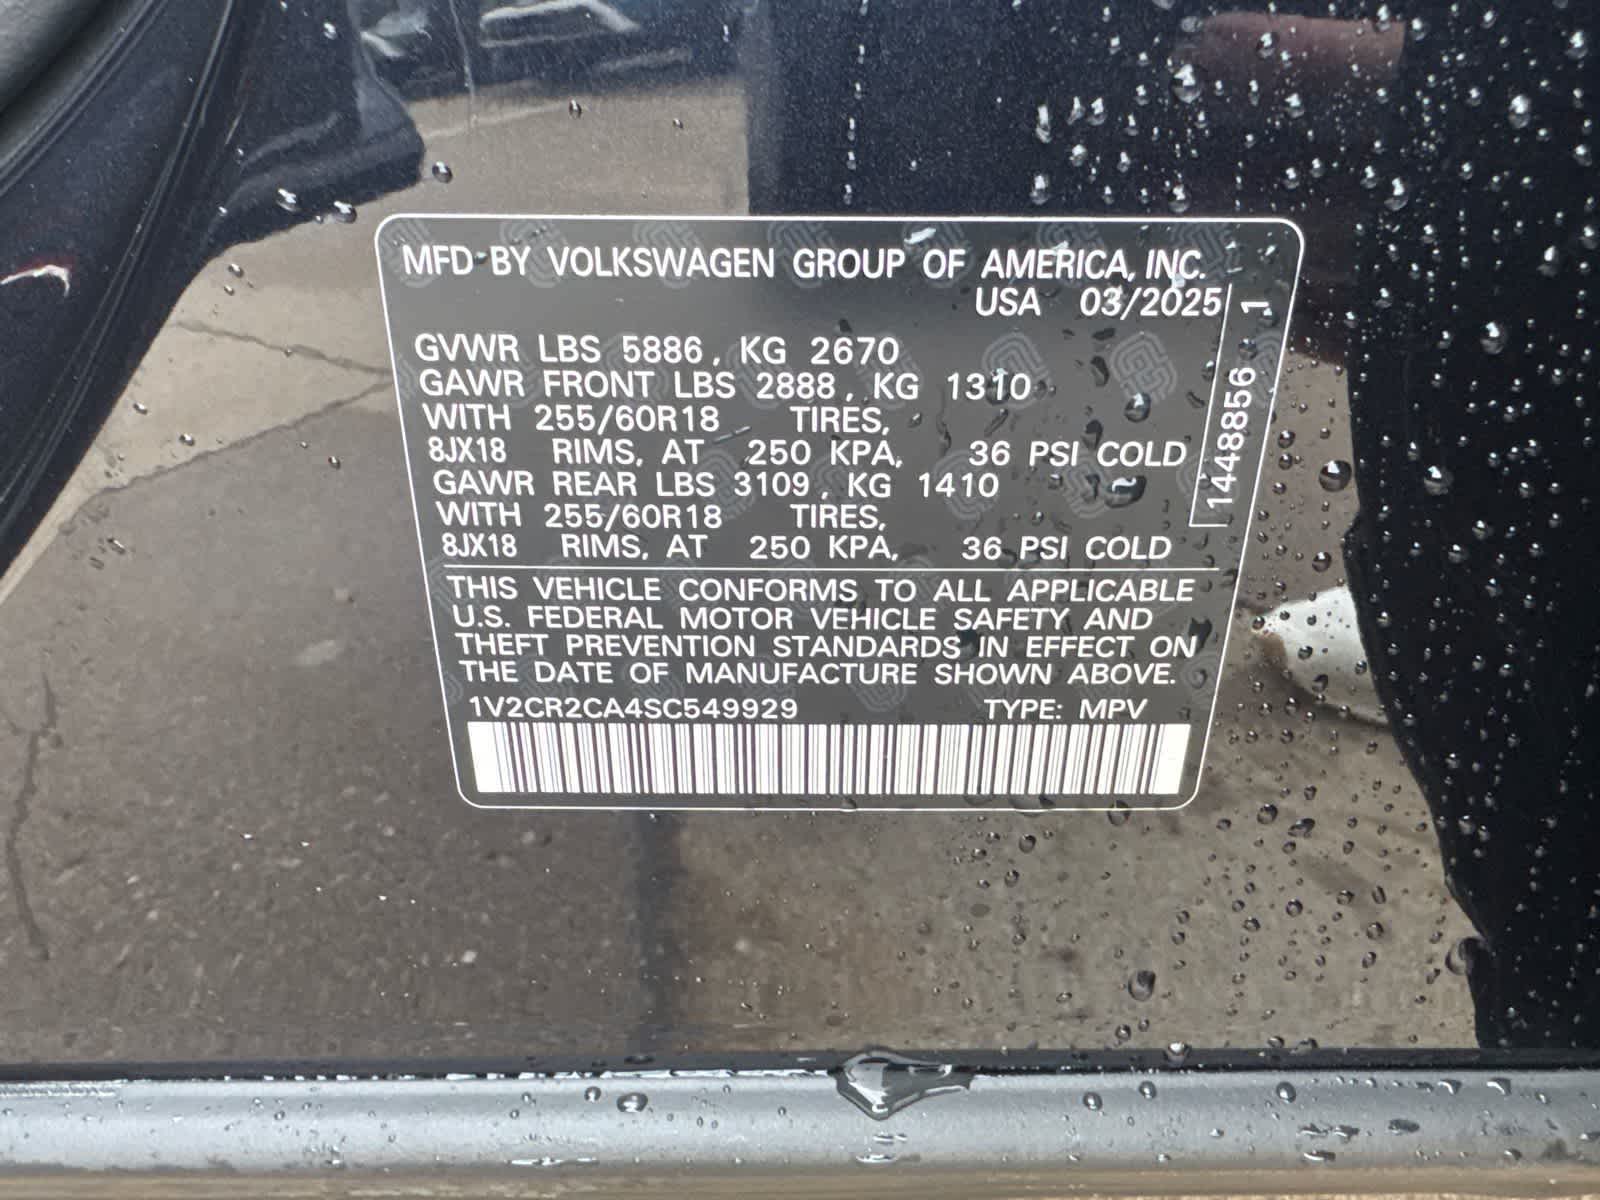 MFD BY VOLKSWAGEN GROUP OF AMERICA, INC.
USA 03/2025
GVWR LBS 5886, KG 2670
GAWR FRONT LBS 2888, KG 1310
WITH 255/60R18 TIRES,
8JX18 RIMS, AT 250 KPA, 36 PSI COLD
GAWR REAR LBS 3109, KG 1410
WITH 255/60R18 TIRES,
8JX18 RIMS, AT 250 KPA, 36 PSI COLD
1448856 1
THIS VEHICLE CONFORMS TO ALL APPLICABLE
U.S. FEDERAL MOTOR VEHICLE SAFETY AND
THEFT PREVENTION STANDARDS IN EFFECT ON
THE DATE OF MANUFACTURE SHOWN ABOVE.
1V2CR2CA4SC549929 TYPE: MPV